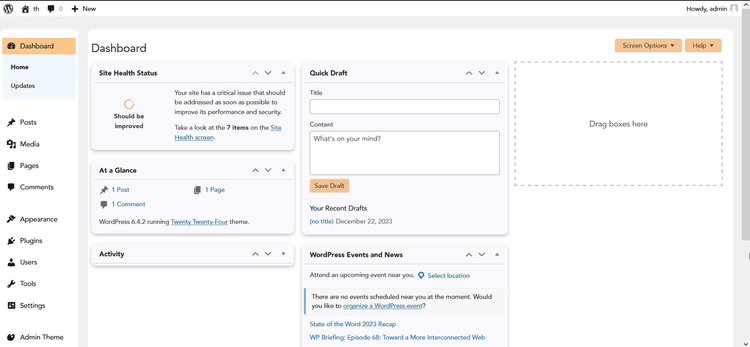 th
0
New
Howdy, admin
Dashboard
Home
Updates
Posts
Media
Pages
Comments
Appearance
Plugins
Users
Tools
Settings
Admin Theme
Dashboard
Screen Options
Help
Site Health Status
Should be
improved
Your site has a critical issue that should
be addressed as soon as possible to
improve its performance and security.
Take a look at the 7 items on the Site
Health screen.
At a Glance
1 Post
1 Page
1 Comment
WordPress 6.4.2 running Twenty Twenty-Four theme.
Activity
Quick Draft
Title
Content
What's on your mind?
Save Draft
Your Recent Drafts
(no title) December 22, 2023
WordPress Events and News
Attend an upcoming event near you.
Select location
There are no events scheduled near you at the moment. Would
you like to organize a WordPress event?
State of the Word 2023 Recap
WP Briefing: Episode 68: Toward a More Interconnected Web
Drag boxes here